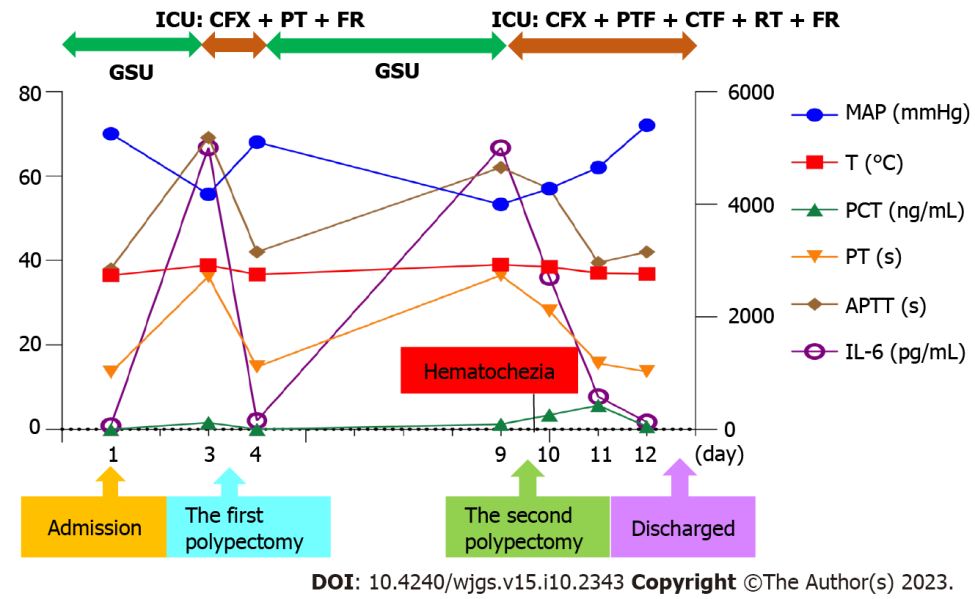 ICU: CFX + PT + FR
ICU: CFX + PTF + CTF + RT + FR
GSU
GSU
80
60
40
20
0
6000
4000
2000
0
MAP (mmHg)
T (°C)
PCT (ng/mL)
PT (s)
APTT (s)
IL-6 (pg/mL)
Hematochezia
1
3
4
9
10
11
12
(day)
Admission
The first
polypectomy
The second
polypectomy
Discharged
DOI: 10.4240/wjgs.v15.i10.2343 Copyright ©The Author(s) 2023.